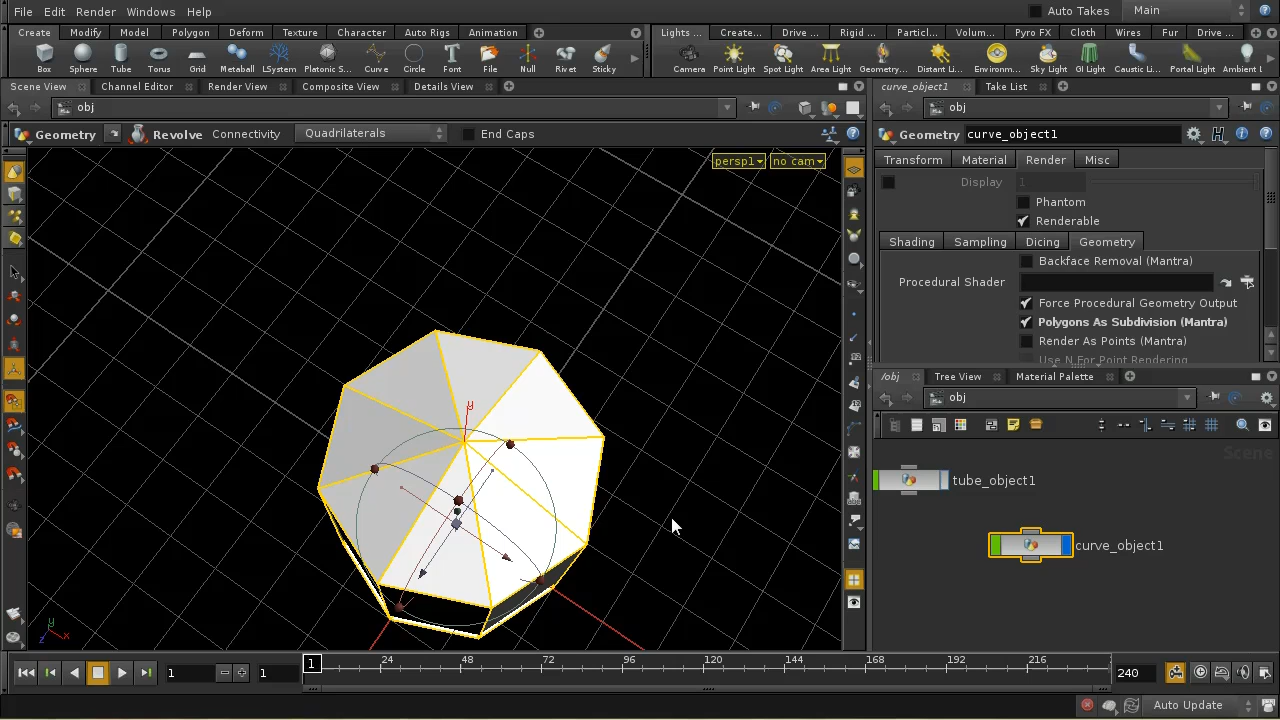 File Edit Render Windows Help Auto Takes Main
Create Modify Model Polygon Deform Texture Character Auto Rigs Animation Lights ... Create... Drive ... Rigid ... Particl... Volum... Pyro FX Cloth Wires Fur Drive ...
Box Sphere Tube Torus Grid Metaball LSystem Platonic S... Curve Circle Font File Null Rivet Sticky Camera Point Light Spot Light Area Light Geometry... Distant Li... Environm... Sky Light GI Light Caustic Li... Portal Light Ambient L
Scene View Channel Editor Render View Composite View Details View curve_object1 Take List
obj obj
Geometry Revolve Connectivity Quadrilaterals End Caps Geometry curve_object1
persp1 no cam Transform Material Render Misc
Display 1
Phantom
Renderable
Shading Sampling Dicing Geometry
Backface Removal (Mantra)
Procedural Shader
Force Procedural Geometry Output
Polygons As Subdivision (Mantra)
Render As Points (Mantra)
Use N For Point Rendering
/obj Tree View Material Palette
obj
y
Scene
tube_object1
curve_object1
y
z x
1 1 1 24 48 72 96 120 144 168 192 216 240
Auto Update